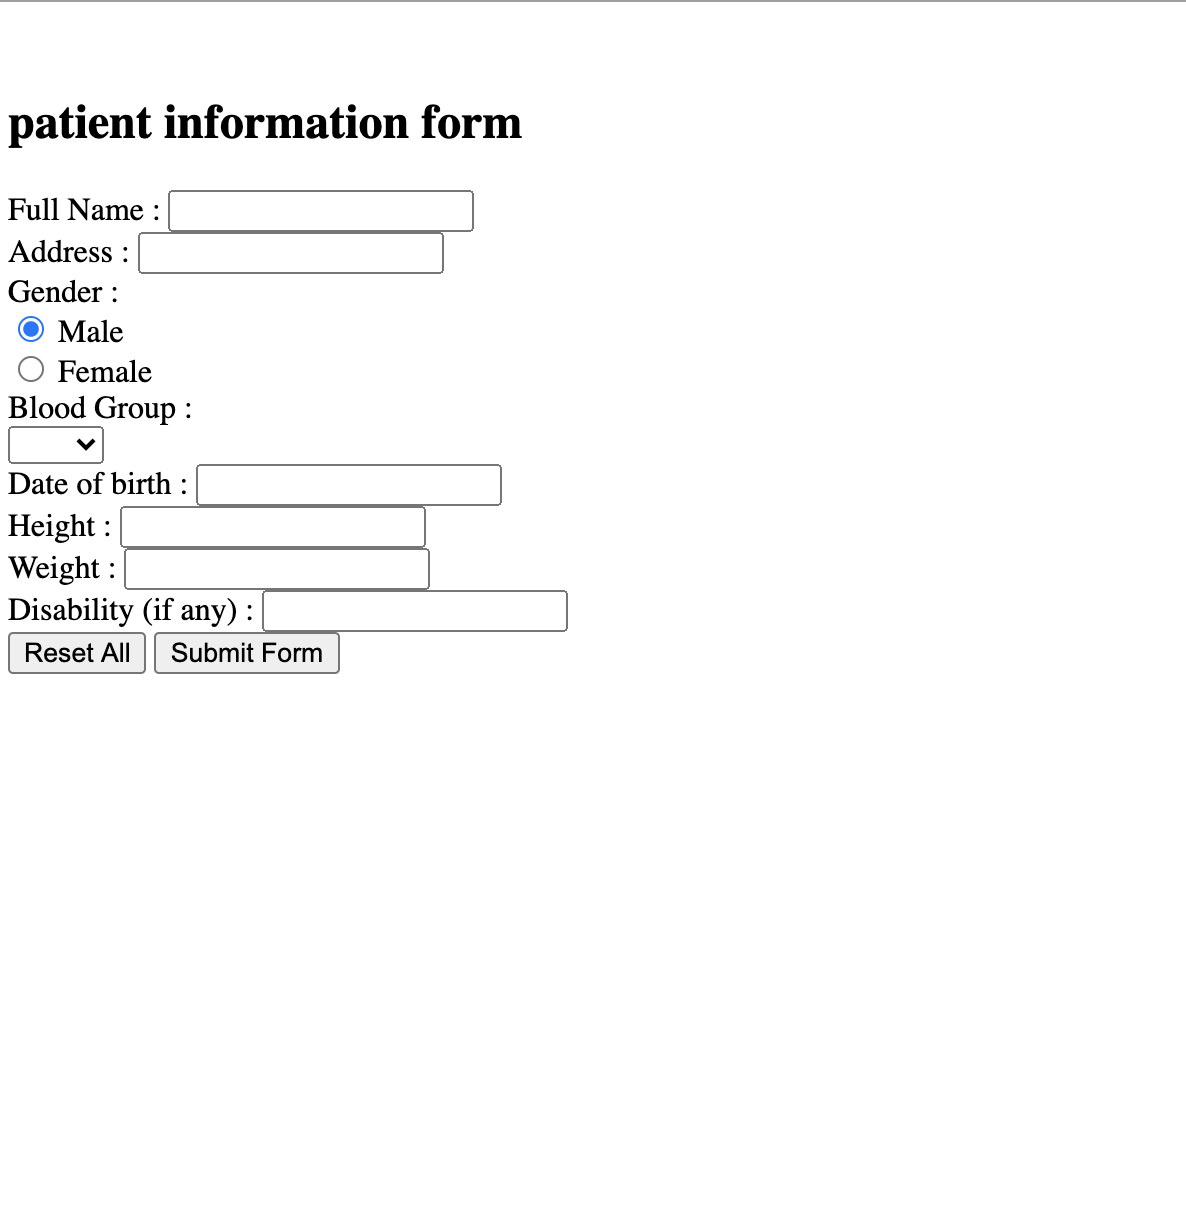 patient information form
Full Name :
Address :
Gender :
Male
Female
Blood Group :
Date of birth :
Height :
Weight :
Disability (if any) :
Reset All Submit Form